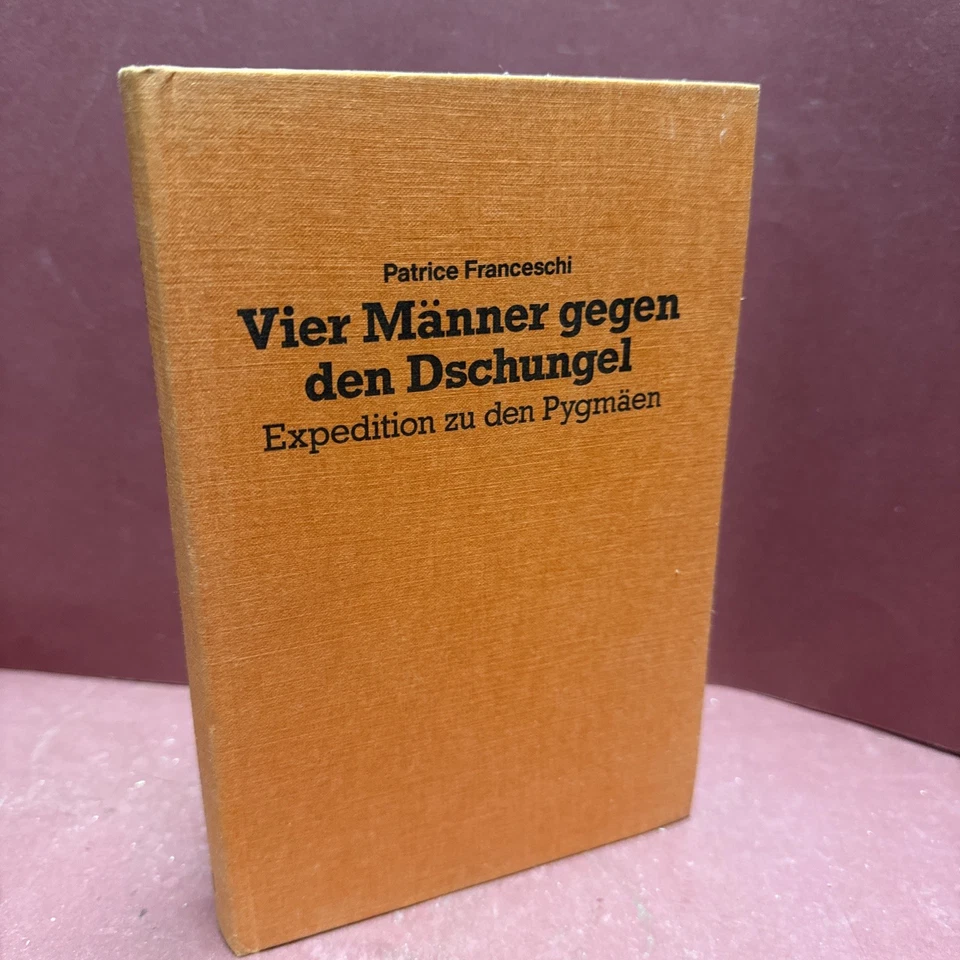 Patrice Franceschi
Vier Männer gegen
den Dschungel
Expedition zu den Pygmäen